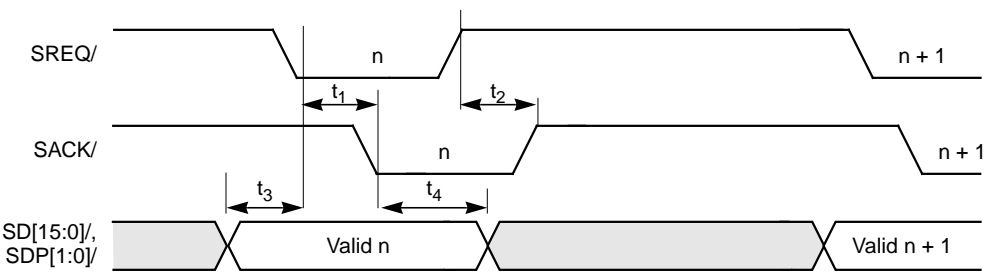 SREQ/
n
n + 1
t1
t2
SACK/
n
n + 1
t3
t4
SD[15:0]/,
SDP[1:0]/
Valid n
Valid n + 1